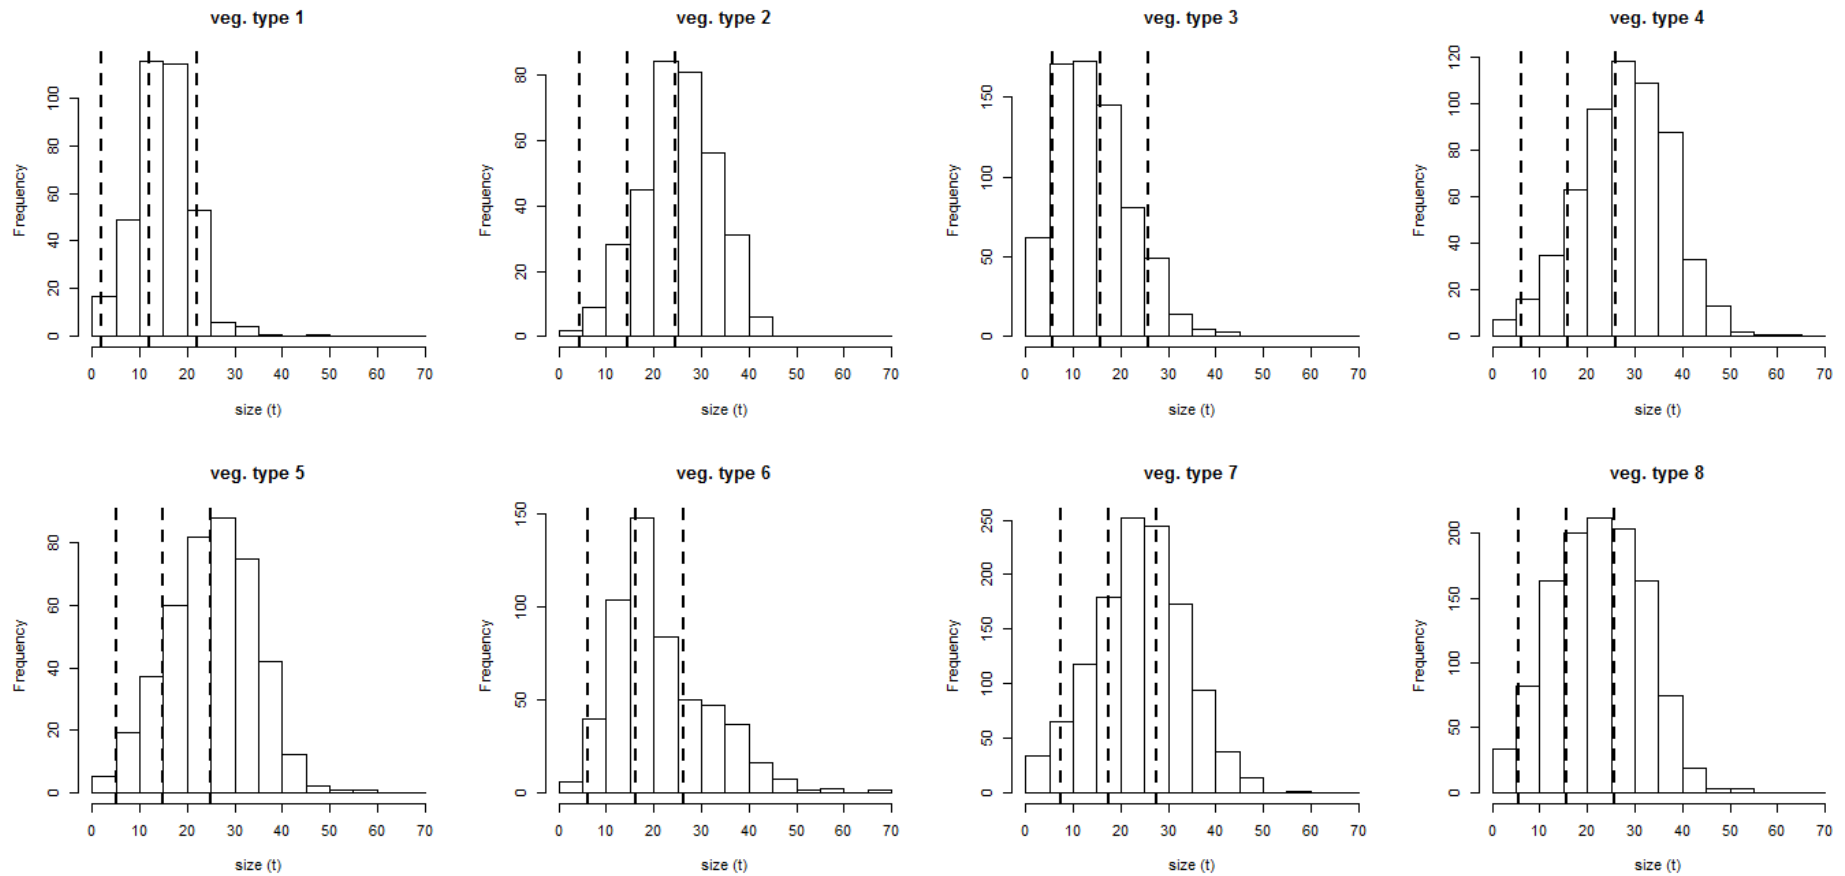 veg. type 1
Frequency
0 20 40 60 80 100
0 10 20 30 40 50 60 70
size (t)
veg. type 2
Frequency
0 20 40 60 80
0 10 20 30 40 50 60 70
size (t)
veg. type 3
Frequency
0 50 100 150
0 10 20 30 40 50 60 70
size (t)
veg. type 4
Frequency
0 20 40 60 80 100 120
0 10 20 30 40 50 60 70
size (t)
veg. type 5
Frequency
0 20 40 60 80
0 10 20 30 40 50 60 70
size (t)
veg. type 6
Frequency
0 50 100 150
0 10 20 30 40 50 60 70
size (t)
veg. type 7
Frequency
0 50 100 150 200 250
0 10 20 30 40 50 60 70
size (t)
veg. type 8
Frequency
0 50 100 150 200
0 10 20 30 40 50 60 70
size (t)